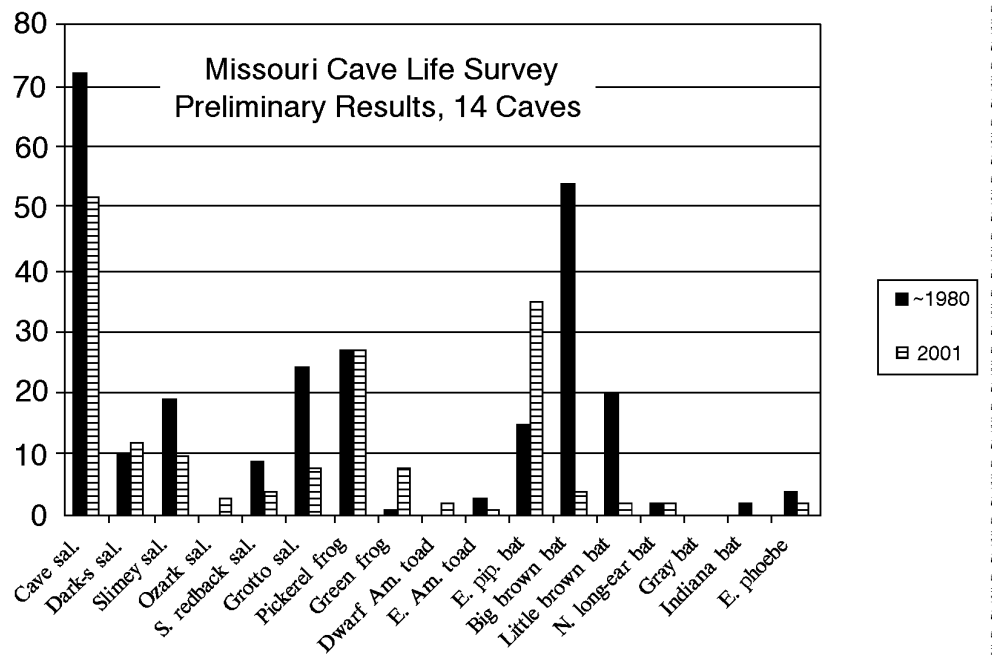 Missouri Cave Life Survey
Preliminary Results, 14 Caves
80
70
60
50
40
30
20
10
0
Cave sal.
Dark-s sal.
Slimey sal.
Ozark sal.
S. redback sal.
Grotto sal.
Pickerel frog
Green frog
Dwarf Am. toad
E. Am. toad
E. pip. bat
Big brown bat
Little brown bat
N. long-ear bat
Gray bat
Indiana bat
E. phoebe
~1980
2001